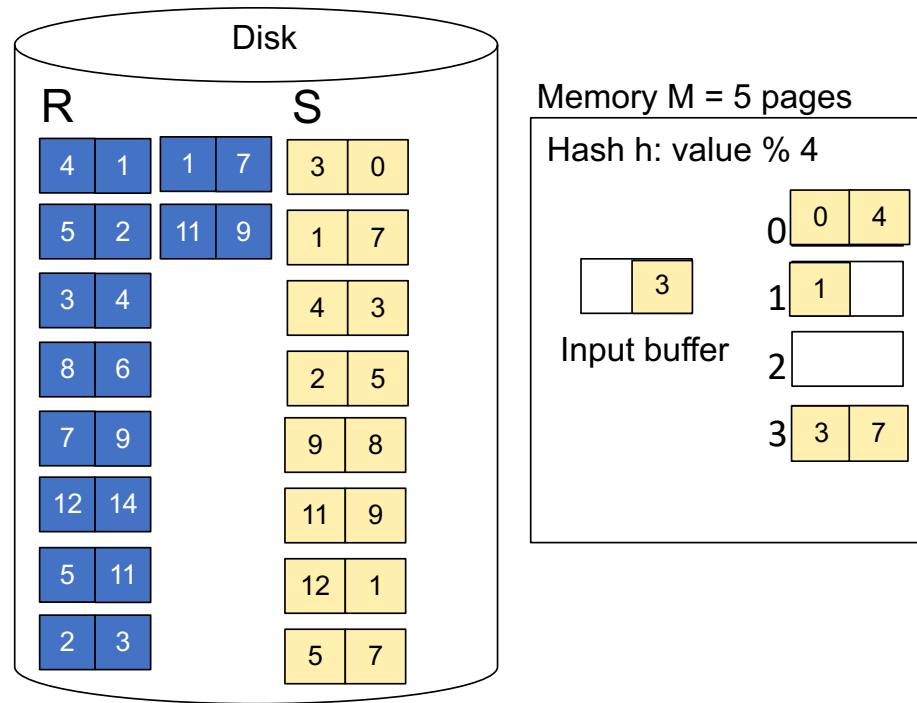 Disk
R
S
4 1
1 7
5 2
11 9
3 4
8 6
7 9
12 14
5 11
2 3
3 0
1 7
4 3
2 5
9 8
11 9
12 1
5 7
Memory M = 5 pages
Hash h: value % 4
3
Input buffer
0 0 4
1 1
2
3 3 7